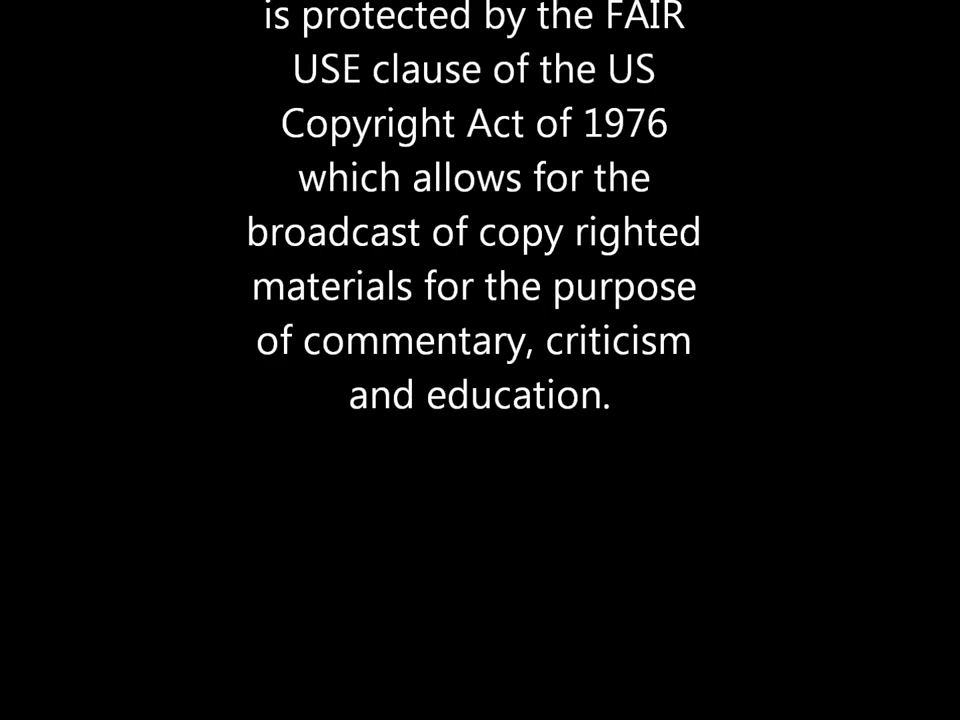 is protected by the FAIR
USE clause of the US
Copyright Act of 1976
which allows for the
broadcast of copy righted
materials for the purpose
of commentary, criticism
and education.